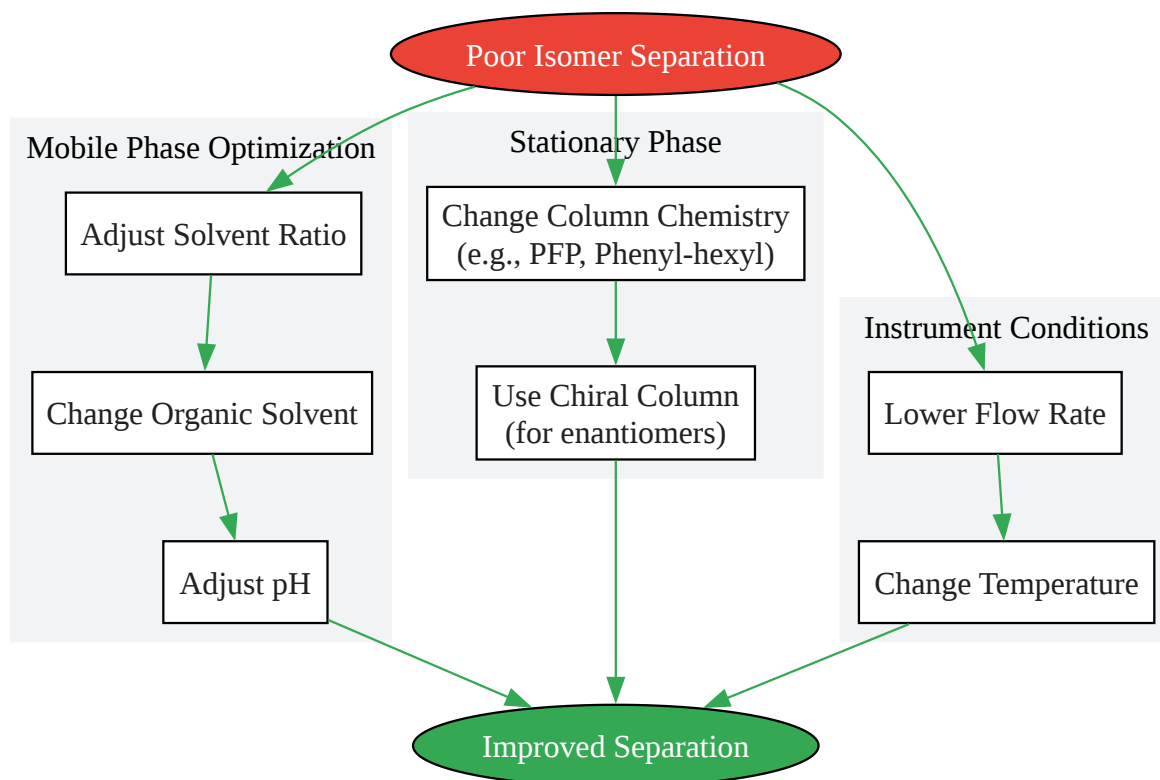 Poor Isomer Separation
Mobile Phase Optimization
Adjust Solvent Ratio
Change Organic Solvent
Adjust pH
Stationary Phase
Change Column Chemistry
(e.g., PFP, Phenyl-hexyl)
Use Chiral Column
(for enantiomers)
Instrument Conditions
Lower Flow Rate
Change Temperature
Improved Separation